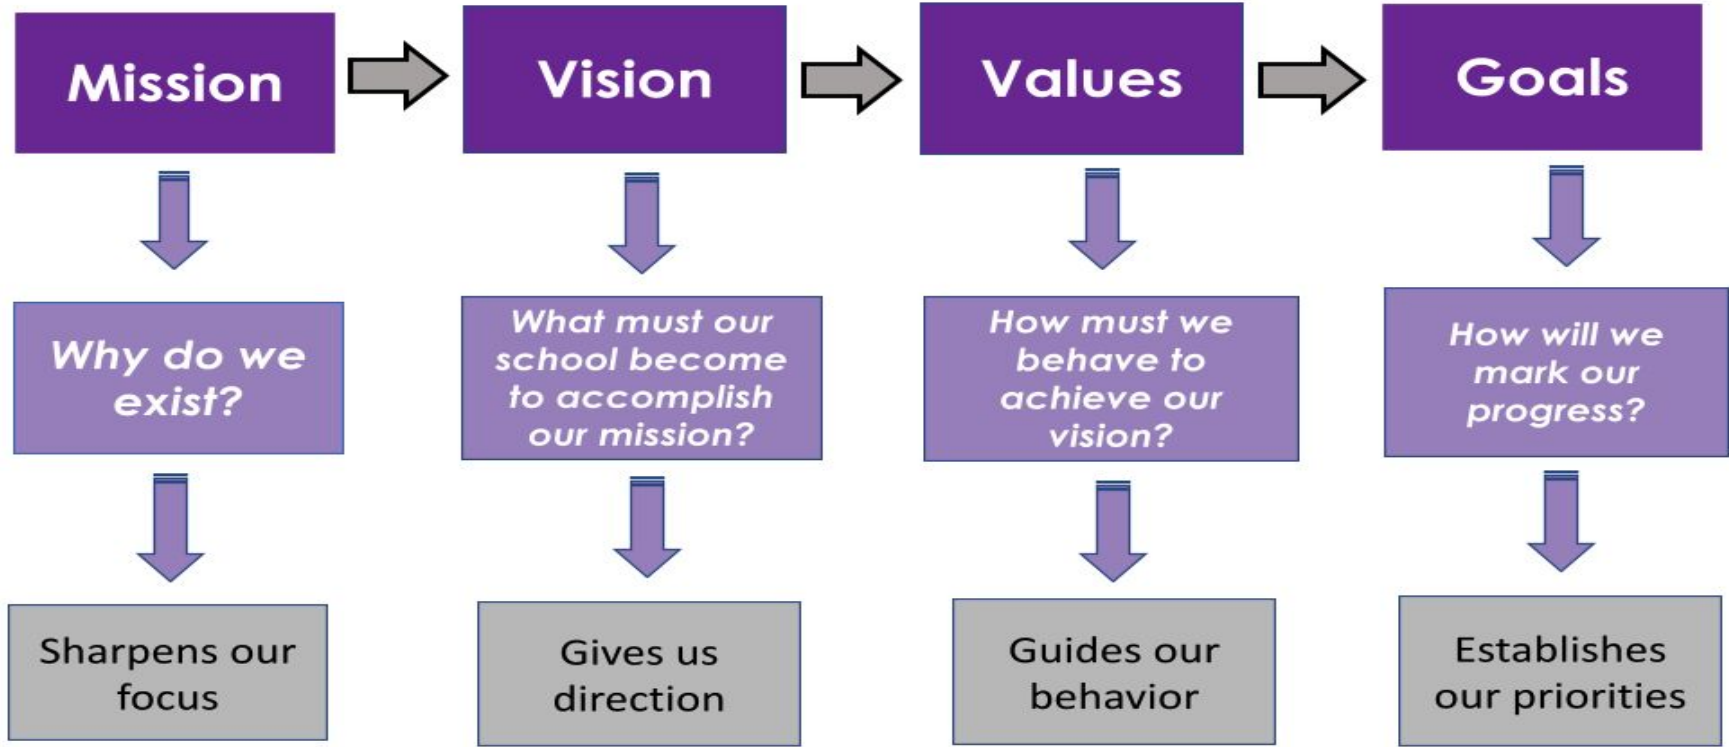 Mission
Vision
Values
Goals
Why do we
exist?
What must our
school become
to accomplish
our mission?
How must we
behave to
achieve our
vision?
How will we
mark our
progress?
Sharpens our
focus
Gives us
direction
Guides our
behavior
Establishes
our priorities